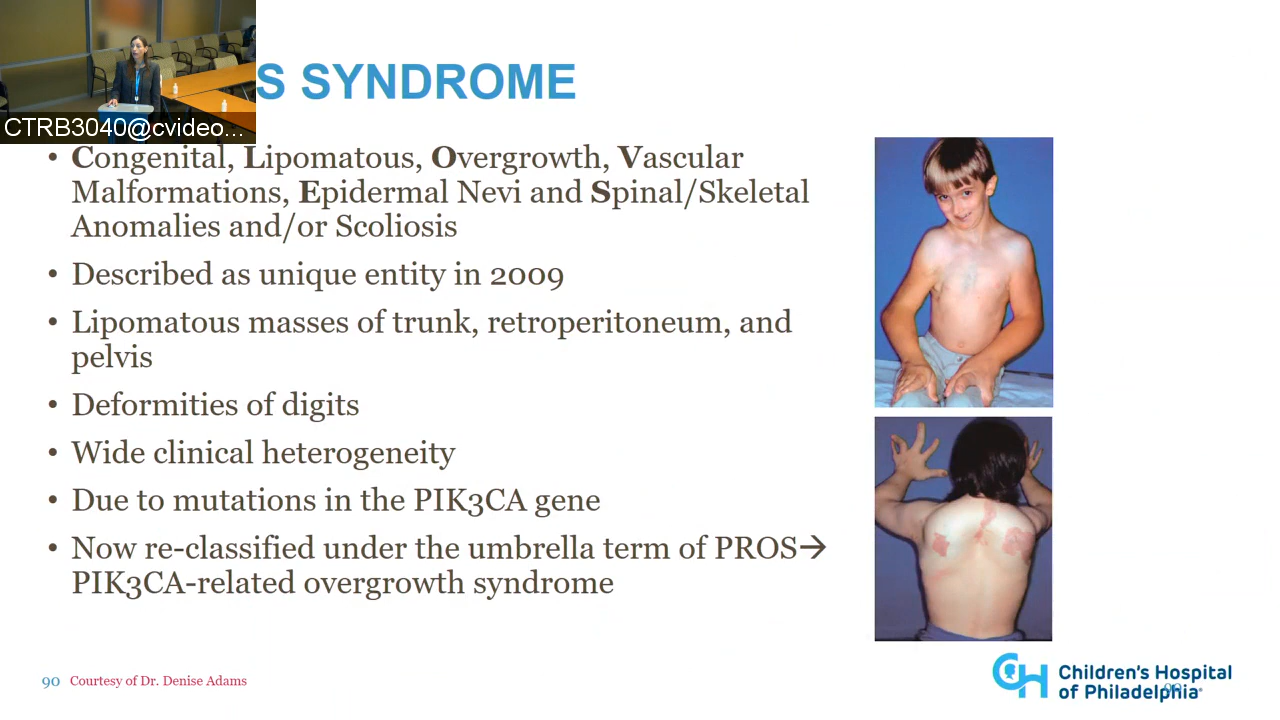 S SYNDROME
CTRB3040@cvideo...
• Congenital, Lipomatous, Overgrowth, Vascular
Malformations, Epidermal Nevi and Spinal/Skeletal
Anomalies and/or Scoliosis
• Described as unique entity in 2009
• Lipomatous masses of trunk, retroperitoneum, and
pelvis
• Deformities of digits
• Wide clinical heterogeneity
• Due to mutations in the PIK3CA gene
• Now re-classified under the umbrella term of PROS→
PIK3CA-related overgrowth syndrome
90 Courtesy of Dr. Denise Adams
CH Children's Hospital
of Philadelphia
90